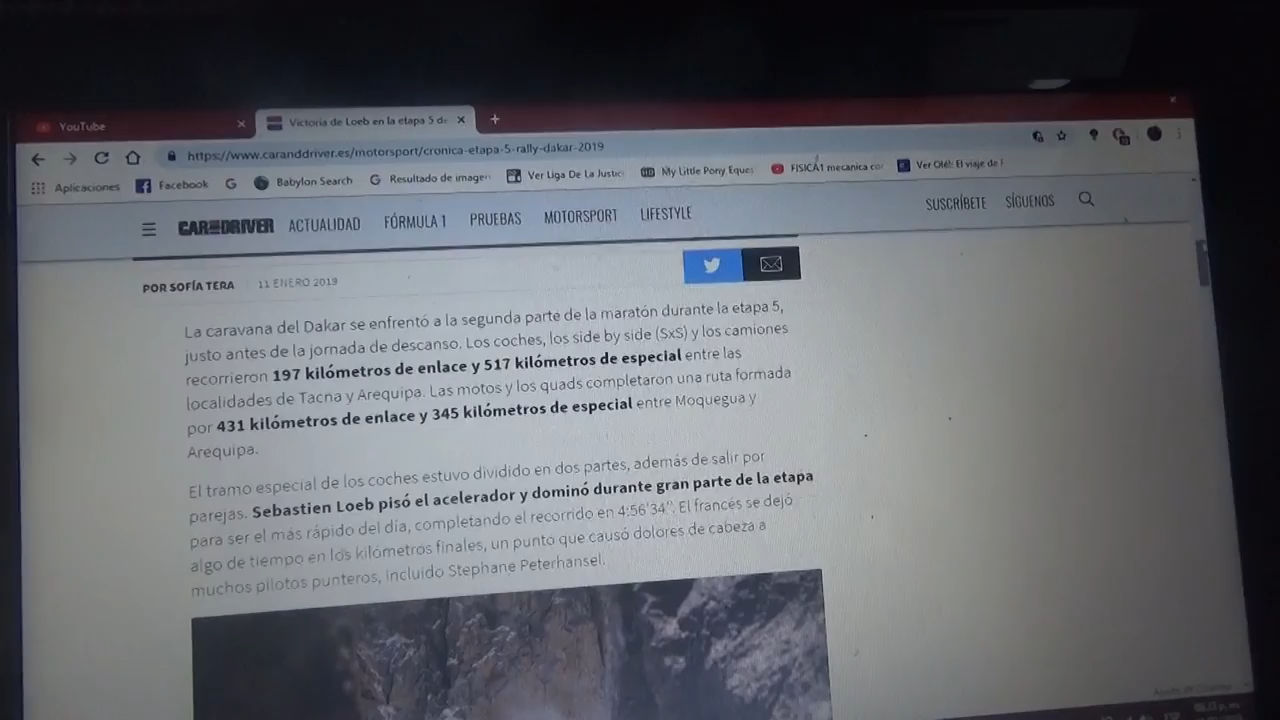 YouTube
Victoria de Loeb en la etapa 5 de
https://www.caranddriver.es/motorsport/cronica-etapa-5-rally-dakar-2019
Aplicaciones Facebook Babylon Search Resultado de imagen Ver Liga De La Justic My Little Pony Eques FISICA1 mecanica con Ver Olé!: El viaje de F
CAR AND DRIVER ACTUALIDAD FÓRMULA 1 PRUEBAS MOTORSPORT LIFESTYLE SUSCRÍBETE SÍGUENOS
POR SOFÍA TERA 11 ENERO 2019
La caravana del Dakar se enfrentó a la segunda parte de la maratón durante la etapa 5,
justo antes de la jornada de descanso. Los coches, los side by side (SxS) y los camiones
recorrieron 197 kilómetros de enlace y 517 kilómetros de especial entre las
localidades de Tacna y Arequipa. Las motos y los quads completaron una ruta formada
por 431 kilómetros de enlace y 345 kilómetros de especial entre Moquegua y
Arequipa.
El tramo especial de los coches estuvo dividido en dos partes, además de salir por
parejas. Sebastien Loeb pisó el acelerador y dominó durante gran parte de la etapa
para ser el más rápido del día, completando el recorrido en 4:56'34''. El francés se dejó
algo de tiempo en los kilómetros finales, un punto que causó dolores de cabeza a
muchos pilotos punteros, incluido Stephane Peterhansel.